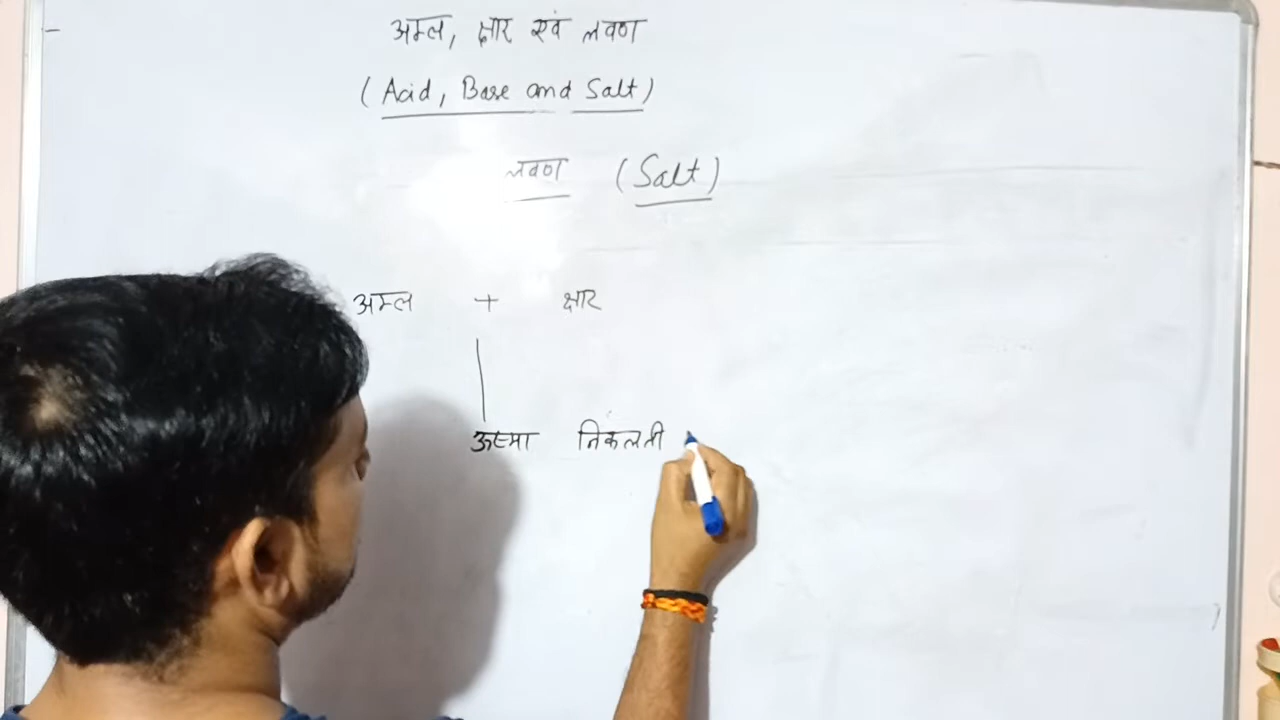 अम्ल, क्षार एवं लवण
(Acid, Base and Salt)
लवण (Salt)
अम्ल + क्षार
ऊष्मा निकलती